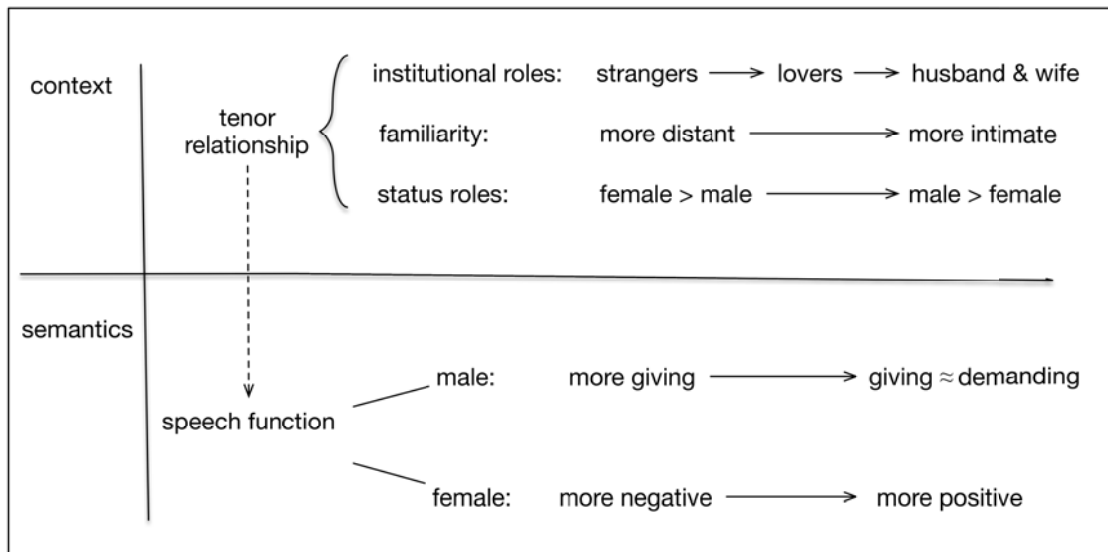 context
tenor
relationship
institutional roles: strangers → lovers → husband & wife
familiarity: more distant → more intimate
status roles: female > male → male > female
semantics
speech function
male: more giving → giving ≈ demanding
female: more negative → more positive